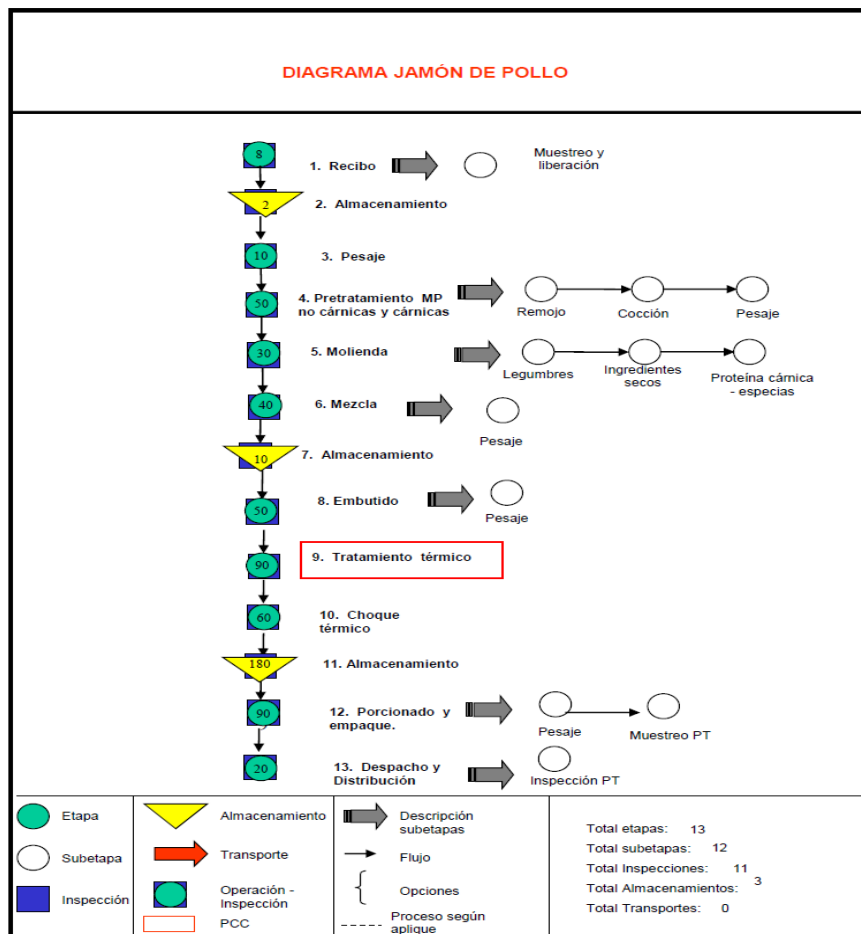 DIAGRAMA JAMÓN DE POLLO
8
1. Recibo
Muestreo y
liberación
2
2. Almacenamiento
10
3. Pesaje
50
4. Pretratamiento MP
no cárnicas y cárnicas
Remojo
Cocción
Pesaje
30
5. Molienda
Legumbres
Ingredientes
secos
Proteína cárnica
- especias
40
6. Mezcla
Pesaje
10
7. Almacenamiento
50
8. Embutido
Pesaje
90
9. Tratamiento térmico
60
10. Choque
térmico
180
11. Almacenamiento
90
12. Porcionado y
empaque.
Pesaje
Muestreo PT
20
13. Despacho y
Distribución
Inspección PT
Etapa
Subetapa
Inspección
Almacenamiento
Transporte
Operación -
Inspección
PCC
Descripción
subetapas
Flujo
Opciones
Proceso según
aplique
Total etapas: 13
Total subetapas: 12
Total Inspecciones: 11
Total Almacenamientos: 3
Total Transportes: 0